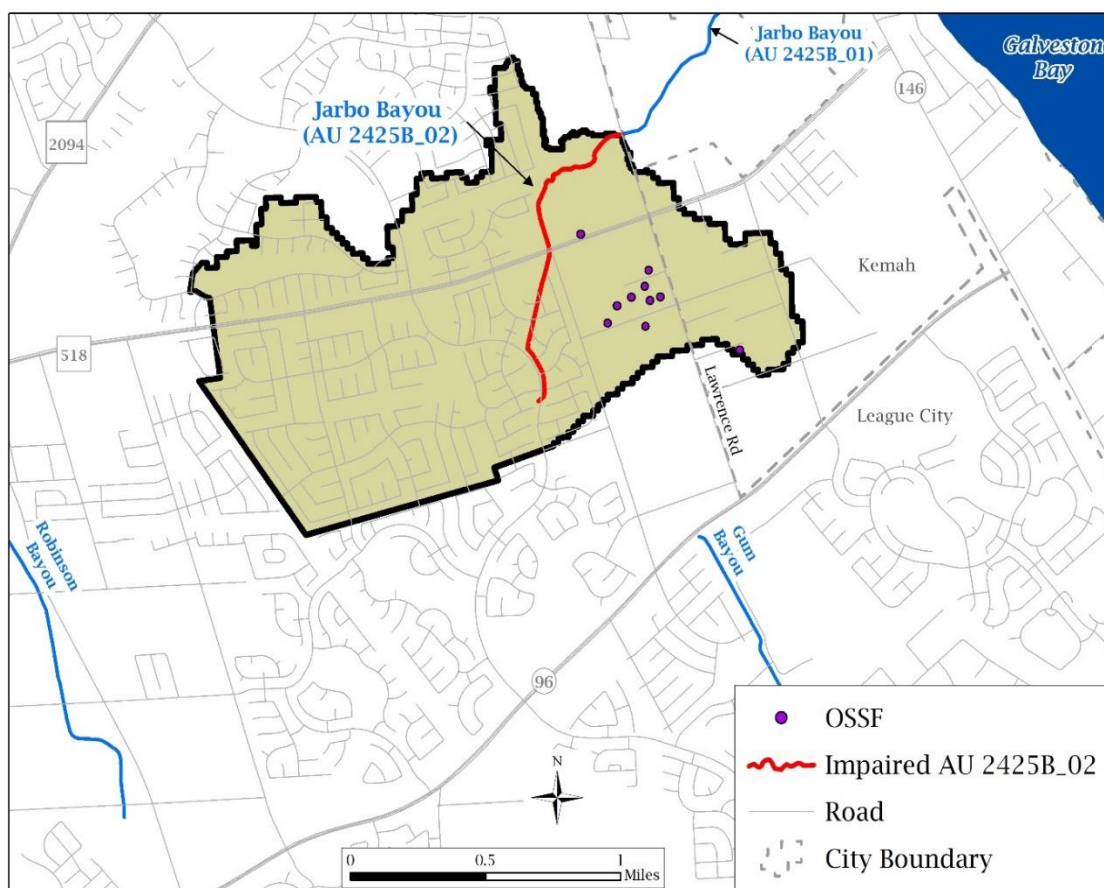 Jarbo Bayou
(AU 2425B_01)
Galveston
Bay
146
Jarbo Bayou
(AU 2425B_02)
2094
Kemah
518
Lawrence Rd
League City
Robinson
Bayou
Gum
Bayou
96
N
0
0.5
1
Miles
OSSF
Impaired AU 2425B_02
Road
City Boundary